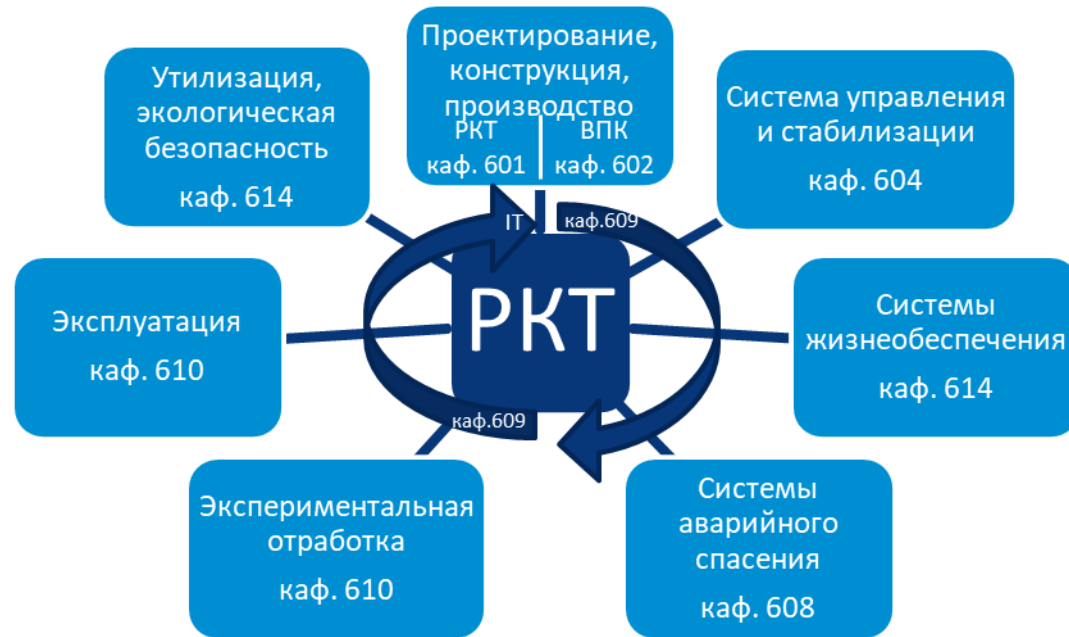 Проектирование,
конструкция,
производство
РКТ
каф. 601
ВПК
каф. 602
Утилизация,
экологическая
безопасность
каф. 614
Система управления
и стабилизации
каф. 604
IT
каф.609
РКТ
Эксплуатация
каф. 610
Системы
жизнеобеспечения
каф. 614
каф.609
Экспериментальная
отработка
каф. 610
Системы
аварийного
спасения
каф. 608